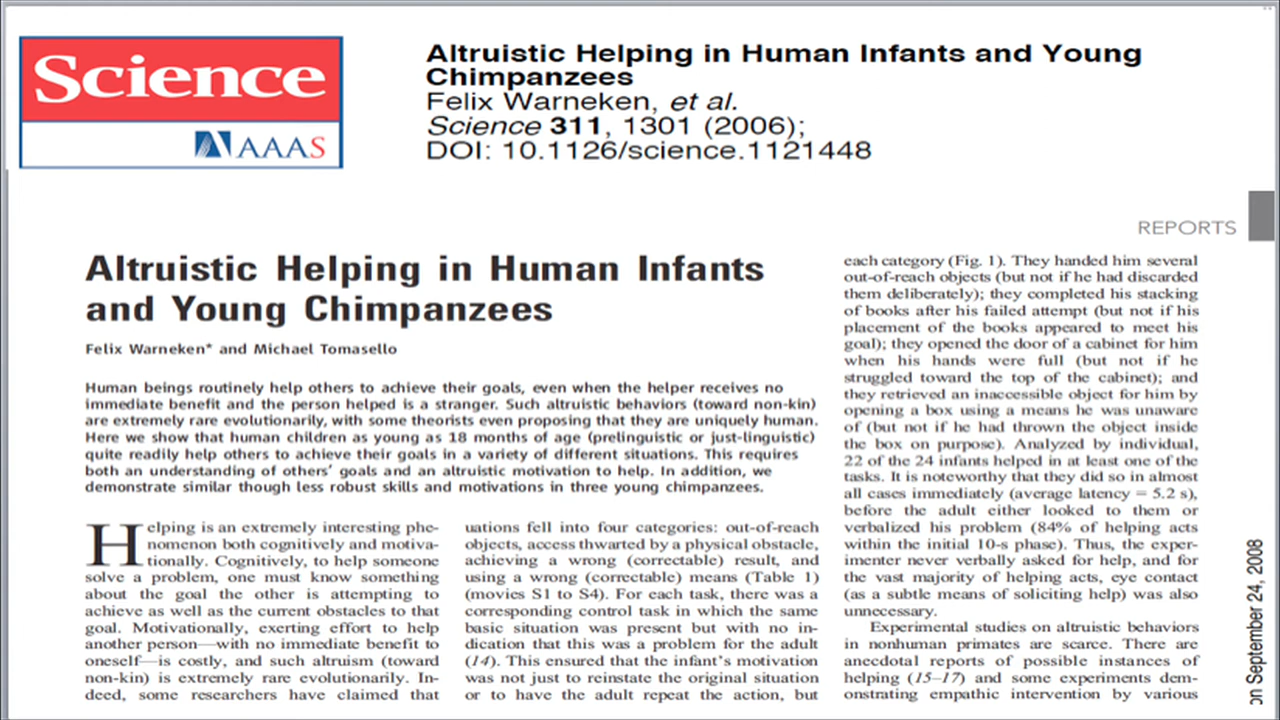 Science
AAAS
Altruistic Helping in Human Infants and Young
Chimpanzees
Felix Warneken, et al.
Science 311, 1301 (2006);
DOI: 10.1126/science.1121448
REPORTS
Altruistic Helping in Human Infants
and Young Chimpanzees
Felix Warneken* and Michael Tomasello
Human beings routinely help others to achieve their goals, even when the helper receives no
immediate benefit and the person helped is a stranger. Such altruistic behaviors (toward non-kin)
are extremely rare evolutionarily, with some theorists even proposing that they are uniquely human.
Here we show that human children as young as 18 months of age (prelinguistic or just-linguistic)
quite readily help others to achieve their goals in a variety of different situations. This requires
both an understanding of others' goals and an altruistic motivation to help. In addition, we
demonstrate similar though less robust skills and motivations in three young chimpanzees.
Helping is an extremely interesting phe-
nomenon both cognitively and motiva-
tionally. Cognitively, to help someone
solve a problem, one must know something
about the goal the other is attempting to
achieve as well as the current obstacles to that
goal. Motivationally, exerting effort to help
another person—with no immediate benefit to
oneself—is costly, and such altruism (toward
non-kin) is extremely rare evolutionarily. In-
deed, some researchers have claimed that
uations fell into four categories: out-of-reach
objects, access thwarted by a physical obstacle,
achieving a wrong (correctable) result, and
using a wrong (correctable) means (Table 1)
(movies S1 to S4). For each task, there was a
corresponding control task in which the same
basic situation was present but with no in-
dication that this was a problem for the adult
(14). This ensured that the infant's motivation
was not just to reinstate the original situation
or to have the adult repeat the action, but
each category (Fig. 1). They handed him several
out-of-reach objects (but not if he had discarded
them deliberately); they completed his stacking
of books after his failed attempt (but not if his
placement of the books appeared to meet his
goal); they opened the door of a cabinet for him
when his hands were full (but not if he
struggled toward the top of the cabinet); and
they retrieved an inaccessible object for him by
opening a box using a means he was unaware
of (but not if he had thrown the object inside
the box on purpose). Analyzed by individual,
22 of the 24 infants helped in at least one of the
tasks. It is noteworthy that they did so in almost
all cases immediately (average latency = 5.2 s),
before the adult either looked to them or
verbalized his problem (84% of helping acts
within the initial 10-s phase). Thus, the exper-
imenter never verbally asked for help, and for
the vast majority of helping acts, eye contact
(as a subtle means of soliciting help) was also
unnecessary.
Experimental studies on altruistic behaviors
in nonhuman primates are scarce. There are
anecdotal reports of possible instances of
helping (15–17) and some experiments dem-
onstrating empathic intervention by various
on September 24, 2008